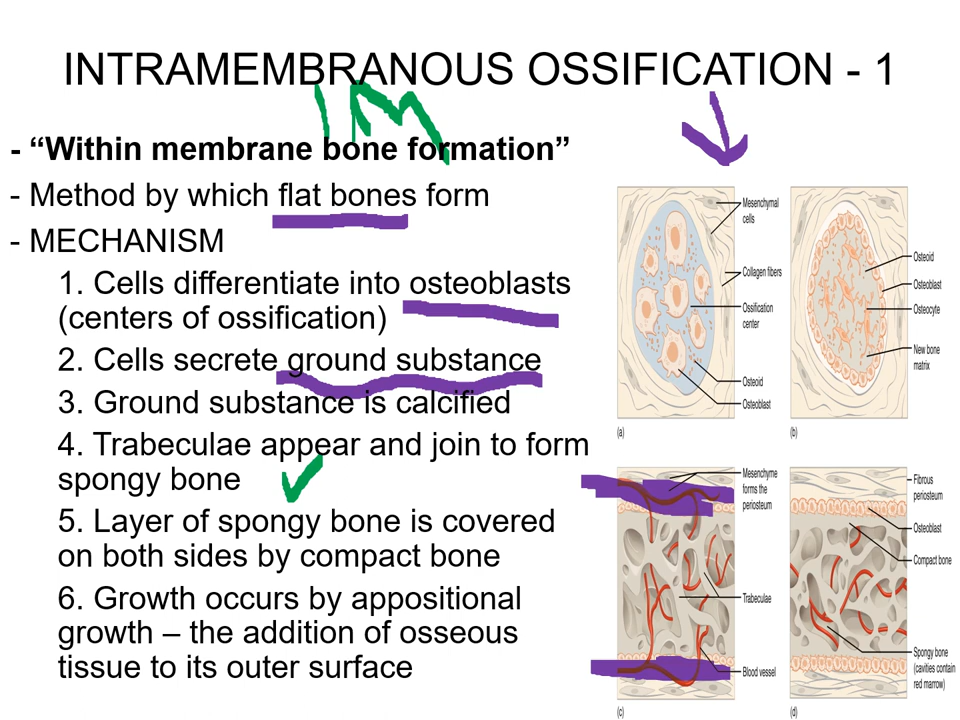 INTRAMEMBRANOUS OSSIFICATION - 1
IM
- “Within membrane bone formation”
- Method by which flat bones form
- MECHANISM
1. Cells differentiate into osteoblasts
(centers of ossification)
2. Cells secrete ground substance
3. Ground substance is calcified
4. Trabeculae appear and join to form
spongy bone
5. Layer of spongy bone is covered
on both sides by compact bone
6. Growth occurs by appositional
growth – the addition of osseous
tissue to its outer surface
Mesenchymal
cells
Collagen fibers
Ossification
center
Osteoid
Osteoblast
(a)
Osteoid
Osteoblast
Osteocyte
New bone
matrix
(b)
Mesenchyme
forms the
periosteum
Trabeculae
Blood vessel
(c)
Fibrous
periosteum
Osteoblast
Compact bone
Spongy bone
(cavities contain
red marrow)
(d)